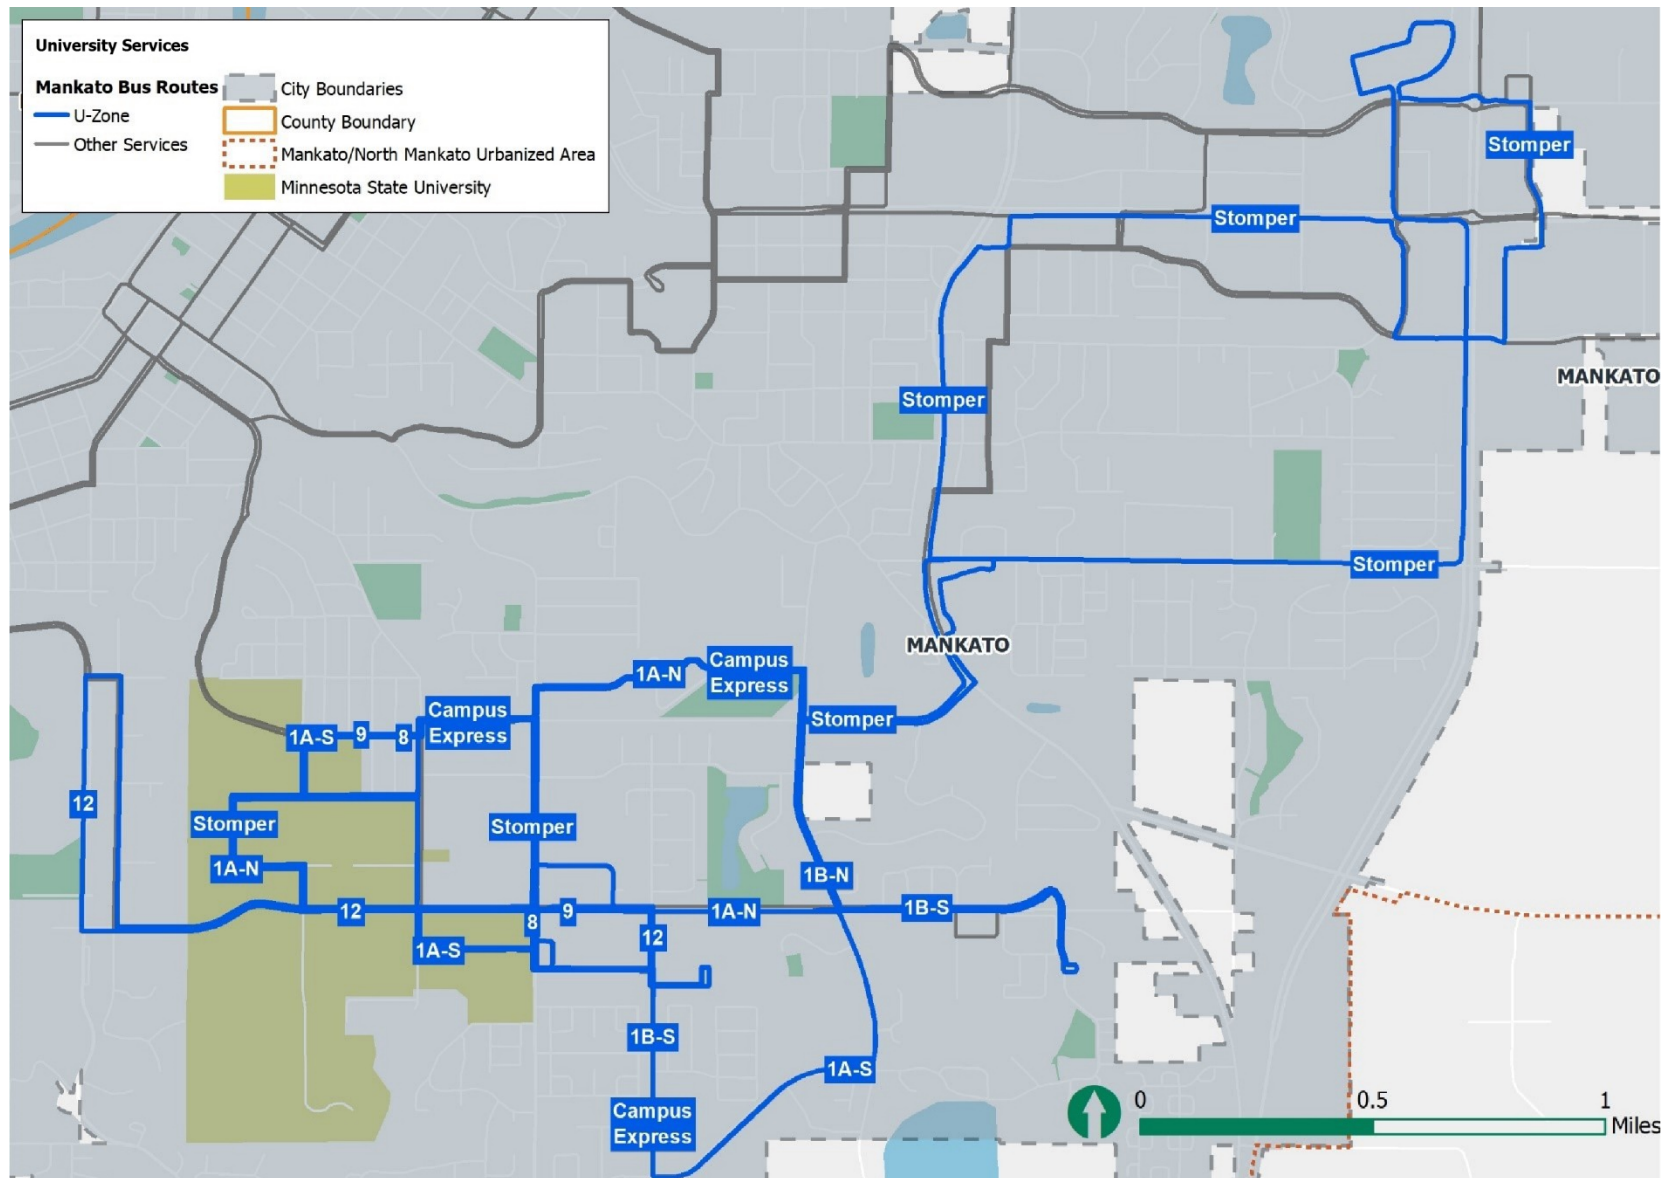 University Services
Mankato Bus Routes
U-Zone
Other Services
City Boundaries
County Boundary
Mankato/North Mankato Urbanized Area
Minnesota State University
Stomper
Stomper
MANKATO
Stomper
Stomper
MANKATO
1A-N
Campus
Express
Campus
Express
Stomper
1A-S
9
8
12
Stomper
Stomper
1A-N
1B-N
12
8
9
1A-N
1B-S
12
1A-S
1B-S
1A-S
Campus
Express
0
0.5
1
Miles